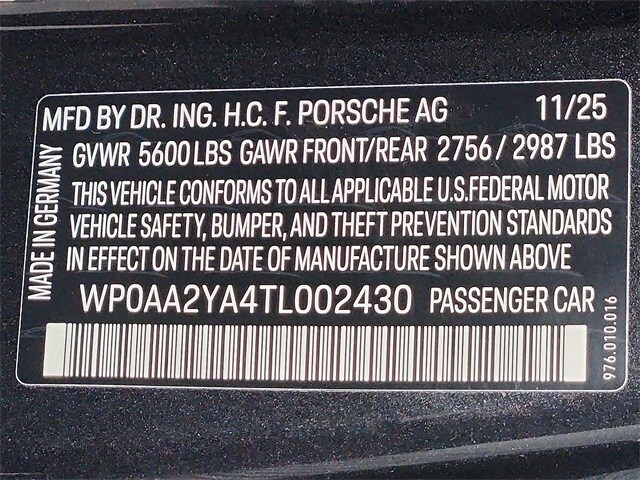 MFD BY DR. ING. H.C. F. PORSCHE AG 11/25
GVWR 5600 LBS GAWR FRONT/REAR 2756 / 2987 LBS
THIS VEHICLE CONFORMS TO ALL APPLICABLE U.S.FEDERAL MOTOR
VEHICLE SAFETY, BUMPER, AND THEFT PREVENTION STANDARDS
IN EFFECT ON THE DATE OF MANUFACTURE SHOWN ABOVE
WP0AA2YA4TL002430 PASSENGER CAR
MADE IN GERMANY
976.010.016